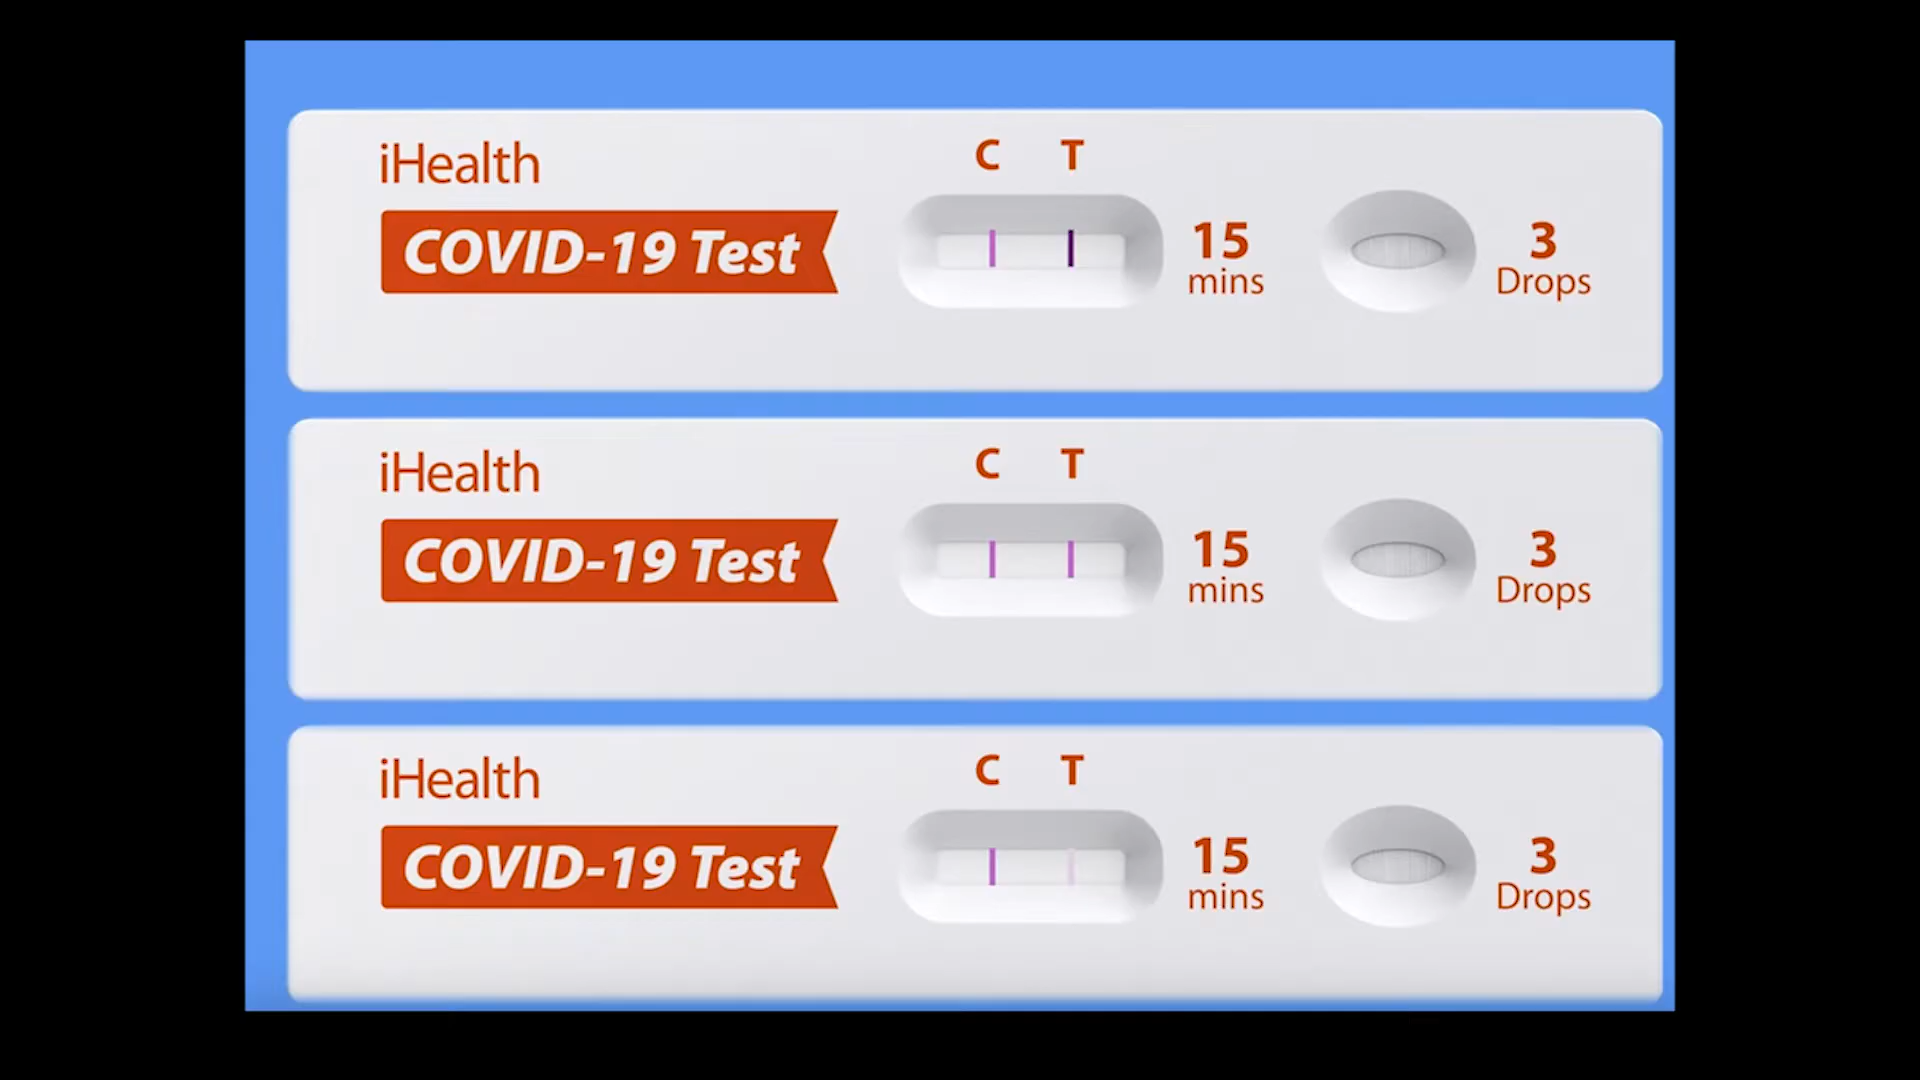 iHealth
COVID-19 Test
C T
15
mins
3
Drops
iHealth
COVID-19 Test
C T
15
mins
3
Drops
iHealth
COVID-19 Test
C T
15
mins
3
Drops